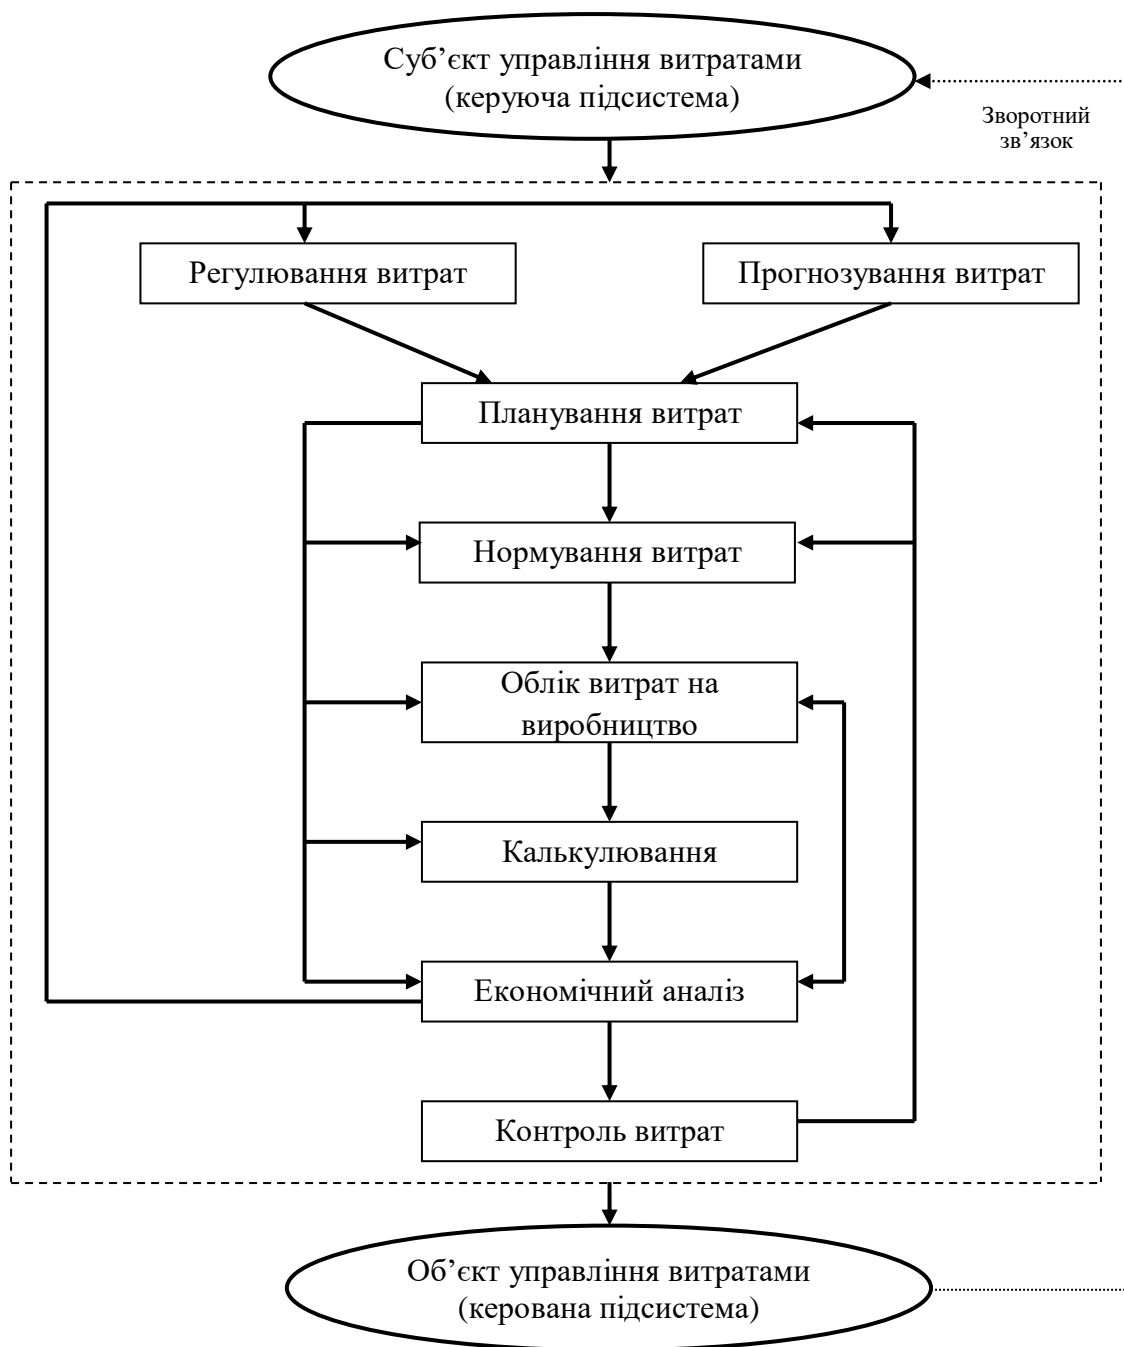 Суб’єкт управління витратами
(керуюча підсистема)
Зворотний
зв’язок
Регулювання витрат
Прогнозування витрат
Планування витрат
Нормування витрат
Облік витрат на
виробництво
Калькулювання
Економічний аналіз
Контроль витрат
Об’єкт управління витратами
(керована підсистема)